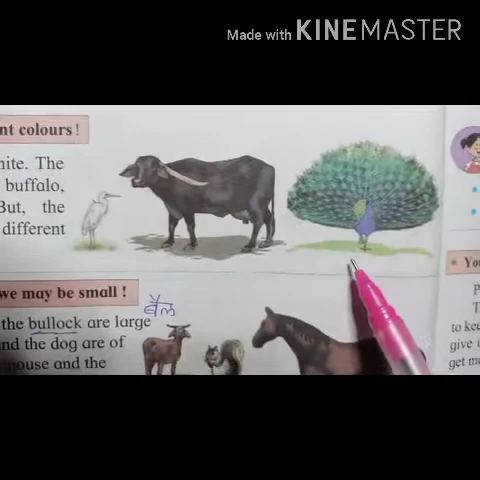 Made with KINEMASTER
nt colours!
hite. The
buffalo,
But, the
different
we may be small!
बैल
the bullock are large
nd the dog are of
mouse and the
You
P
T
to kee
give i
get m